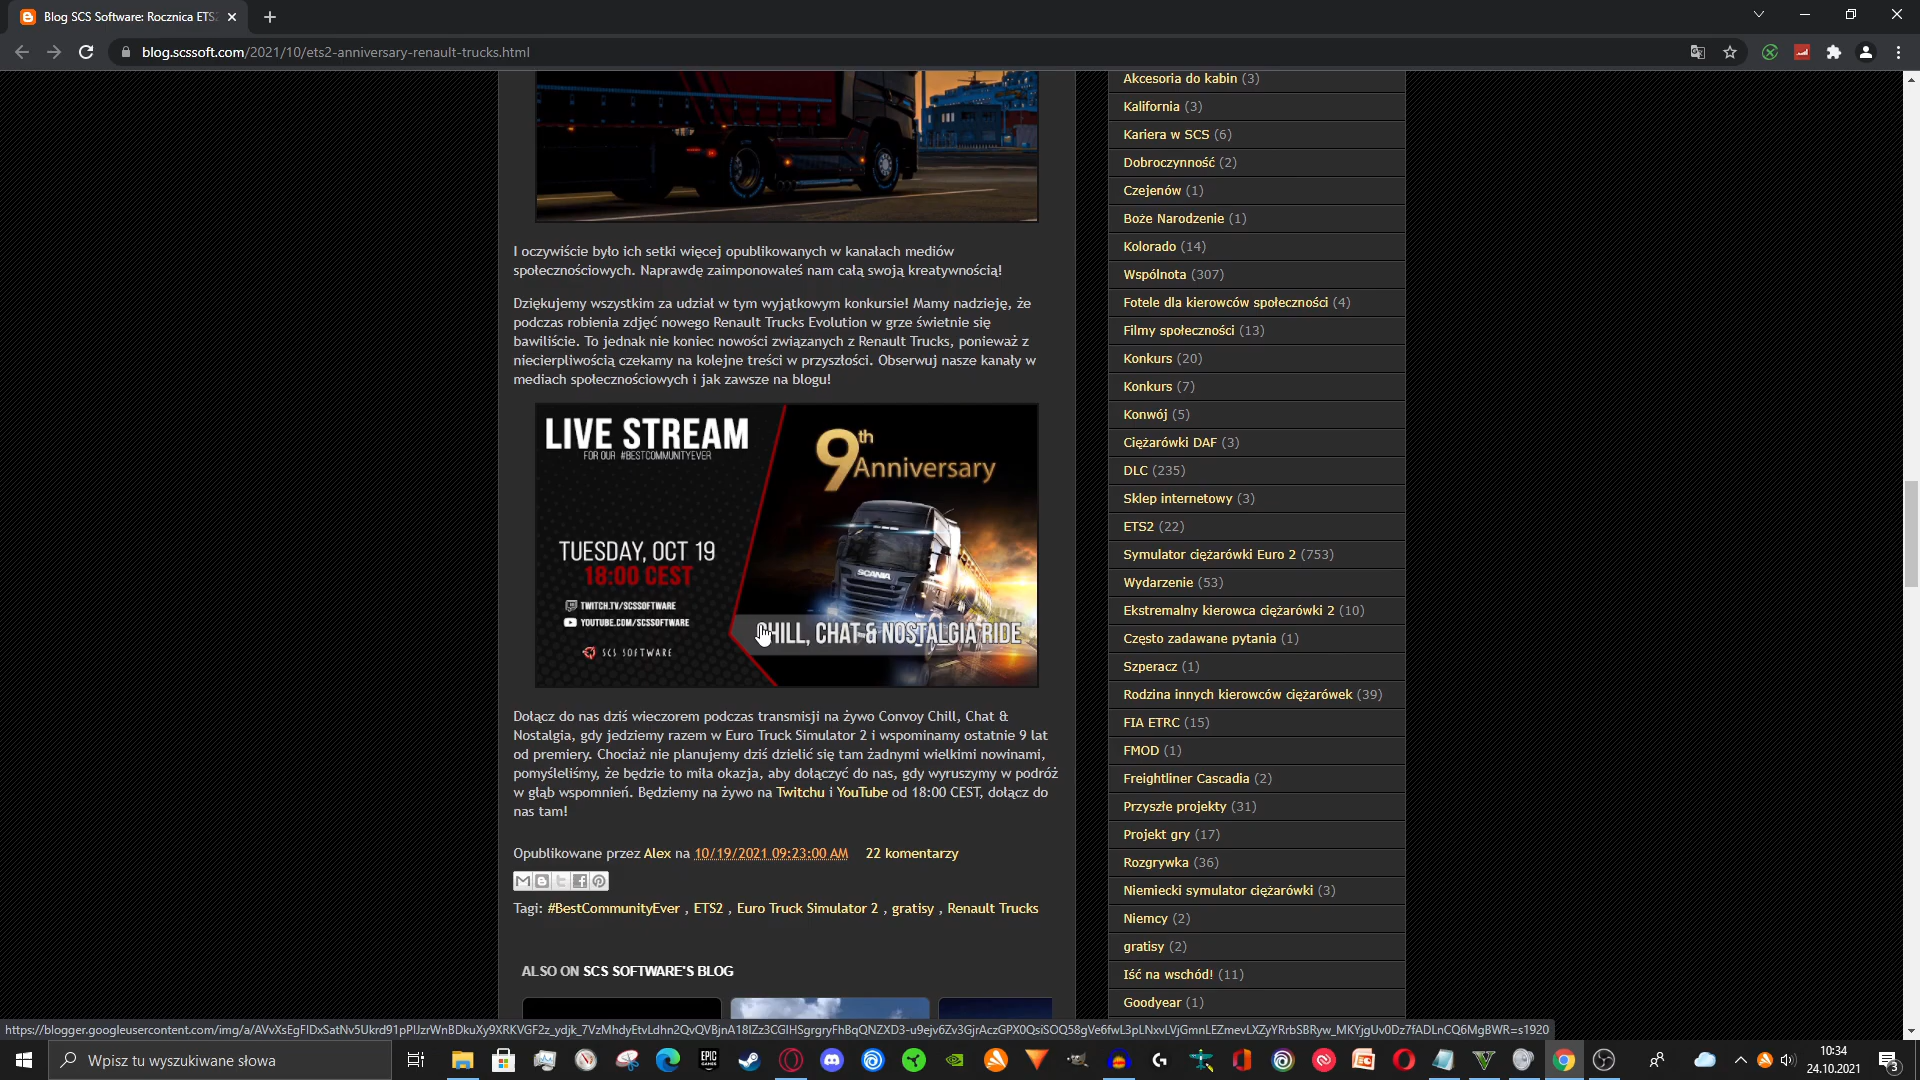 Blog SCS Software: Rocznica ETS2
blog.scssoft.com/2021/10/ets2-anniversary-renault-trucks.html
I oczywiście było ich setki więcej opublikowanych w kanałach mediów
społecznościowych. Naprawdę zaimponowałeś nam całą swoją kreatywnością!
Dziękujemy wszystkim za udział w tym wyjątkowym konkursie! Mamy nadzieję, że
podczas robienia zdjęć nowego Renault Trucks Evolution w grze świetnie się
bawiliście. To jednak nie koniec nowości związanych z Renault Trucks, ponieważ z
niecierpliwością czekamy na kolejne treści w przyszłości. Obserwuj nasze kanały w
mediach społecznościowych i jak zawsze na blogu!
LIVE STREAM
FOR OUR #BESTCOMMUNITYEVER
9th
Anniversary
TUESDAY, OCT 19
18:00 CEST
TWITCH.TV/SCSSOFTWARE
YOUTUBE.COM/SCSSOFTWARE
SCS SOFTWARE
SCANIA
CHILL, CHAT & NOSTALGIA RIDE
Dołącz do nas dziś wieczorem podczas transmisji na żywo Convoy Chill, Chat &
Nostalgia, gdy jedziemy razem w Euro Truck Simulator 2 i wspominamy ostatnie 9 lat
od premiery. Chociaż nie planujemy dziś dzielić się tam żadnymi wielkimi nowinami,
pomyśleliśmy, że będzie to miła okazja, aby dołączyć do nas, gdy wyruszymy w podróż
w głąb wspomnień. Będziemy na żywo na Twitchu i YouTube od 18:00 CEST, dołącz do
nas tam!
Opublikowane przez Alex na 10/19/2021 09:23:00 AM 22 komentarzy
Tagi: #BestCommunityEver , ETS2 , Euro Truck Simulator 2 , gratisy , Renault Trucks
ALSO ON SCS SOFTWARE'S BLOG
Akcesoria do kabin (3)
Kalifornia (3)
Kariera w SCS (6)
Dobroczynność (2)
Czejenów (1)
Boże Narodzenie (1)
Kolorado (14)
Wspólnota (307)
Fotele dla kierowców społeczności (4)
Filmy społeczności (13)
Konkurs (20)
Konkurs (7)
Konwój (5)
Ciężarówki DAF (3)
DLC (235)
Sklep internetowy (3)
ETS2 (22)
Symulator ciężarówki Euro 2 (753)
Wydarzenie (53)
Ekstremalny kierowca ciężarówki 2 (10)
Często zadawane pytania (1)
Szperacz (1)
Rodzina innych kierowców ciężarówek (39)
FIA ETRC (15)
FMOD (1)
Freightliner Cascadia (2)
Przyszłe projekty (31)
Projekt gry (17)
Rozgrywka (36)
Niemiecki symulator ciężarówki (3)
Niemcy (2)
gratisy (2)
Iść na wschód! (11)
Goodyear (1)
Wpisz tu wyszukiwane słowa
EPIC GAMES
10:34
24.10.2021
3